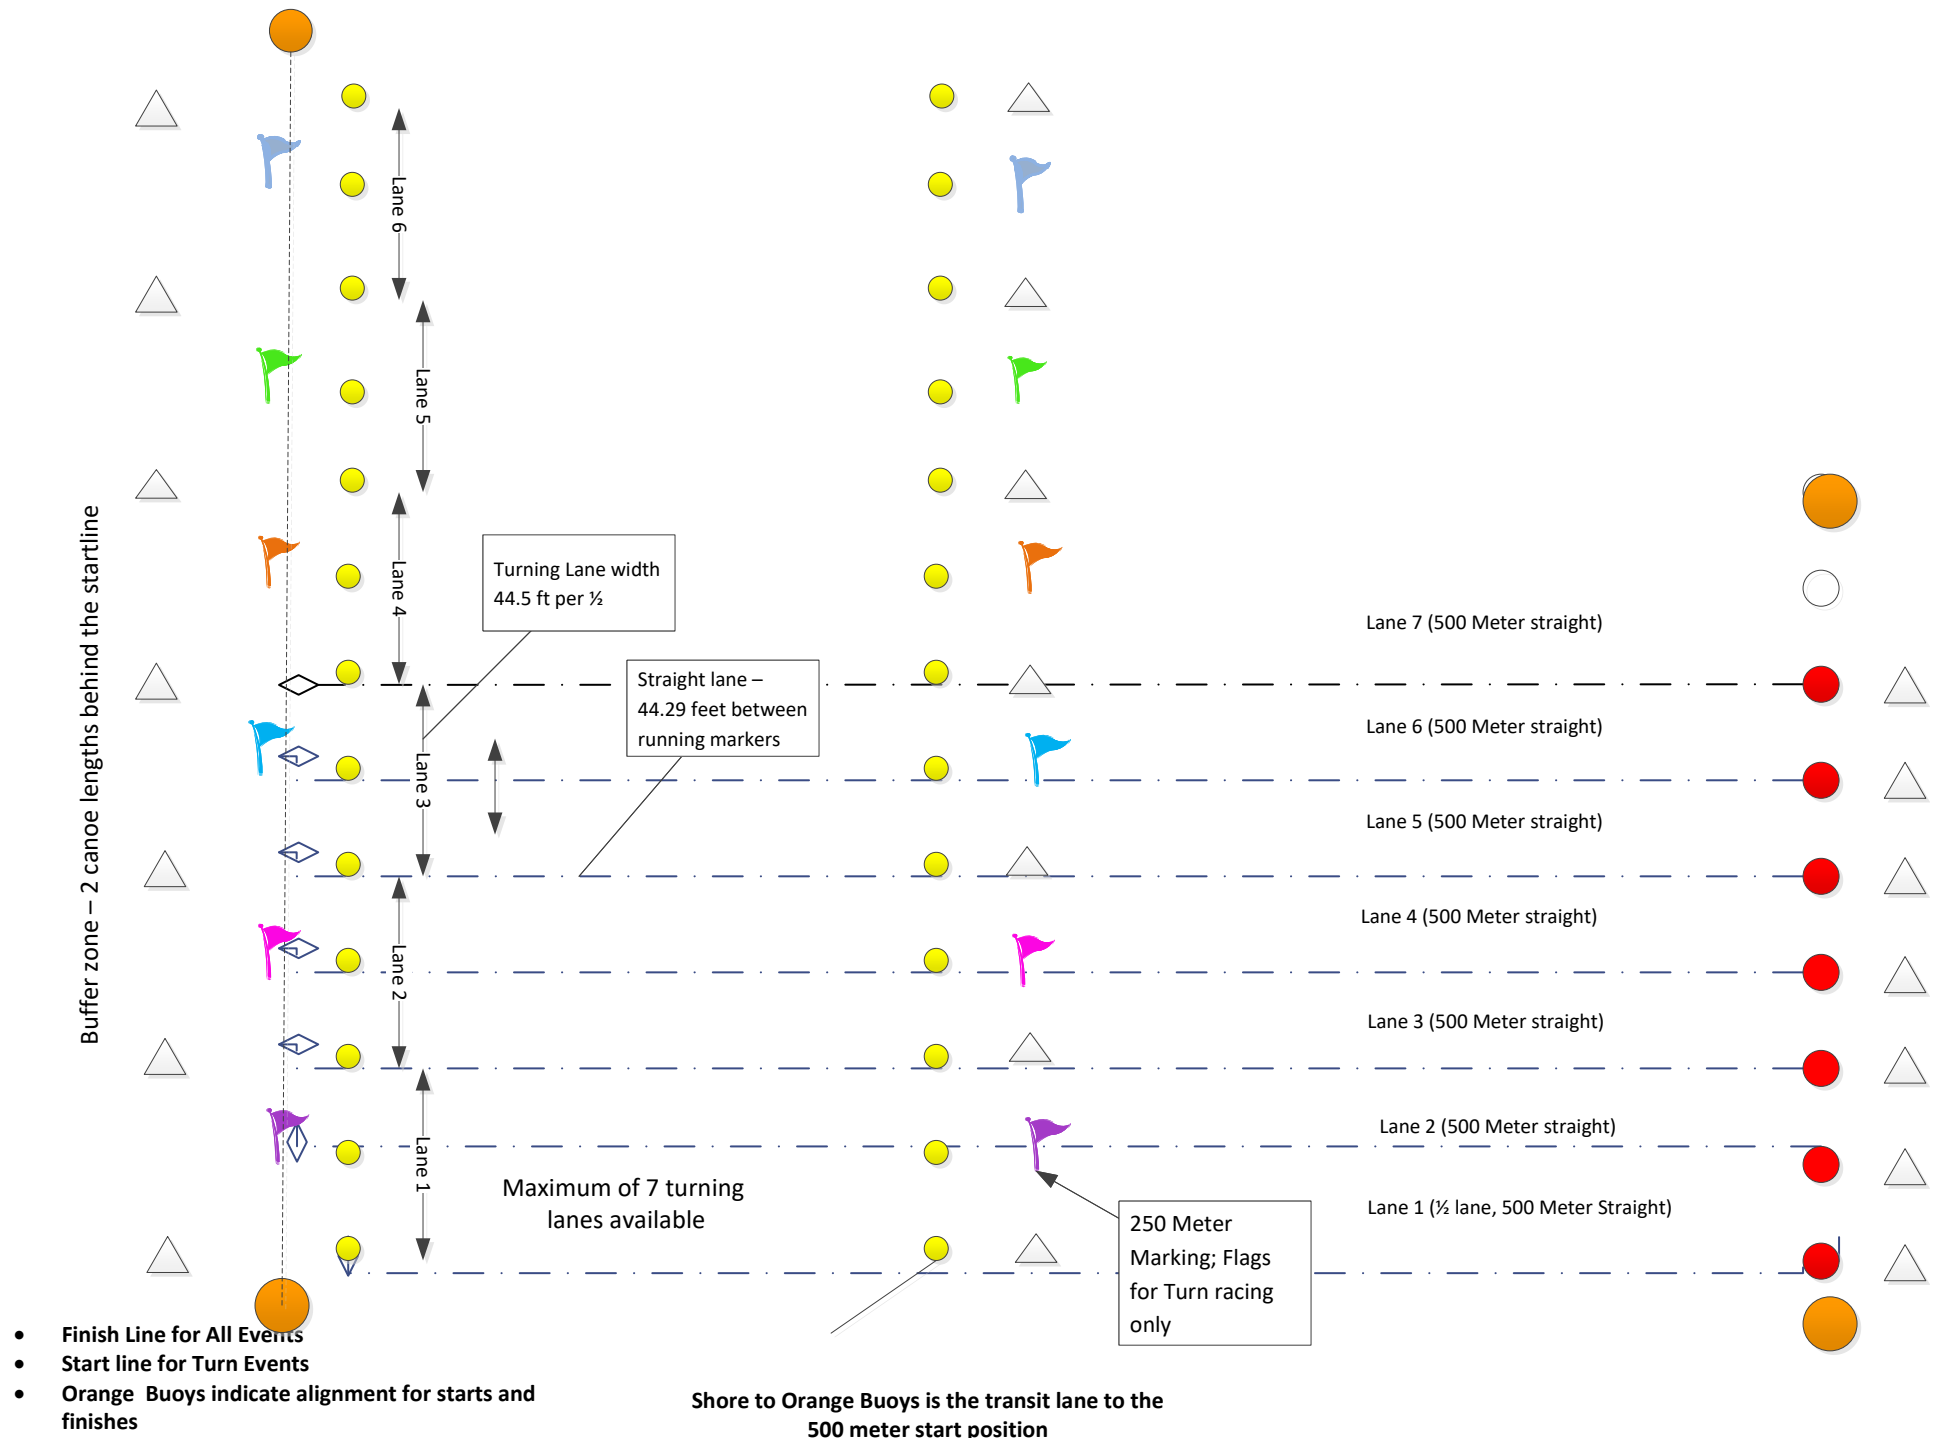 Lane 6
Lane 5
Buffer zone – 2 canoe lengths behind the startline
Lane 4
Turning Lane width
44.5 ft per ½
Lane 7 (500 Meter straight)
Straight lane –
44.29 feet between
running markers
Lane 6 (500 Meter straight)
Lane 3
Lane 5 (500 Meter straight)
Lane 4 (500 Meter straight)
Lane 2
Lane 3 (500 Meter straight)
Lane 2 (500 Meter straight)
Lane 1
Maximum of 7 turning
lanes available
Lane 1 (½ lane, 500 Meter Straight)
250 Meter
Marking; Flags
for Turn racing
only
• Finish Line for All Events
• Start line for Turn Events
• Orange  Buoys indicate alignment for starts and
finishes
Shore to Orange Buoys is the transit lane to the
500 meter start position